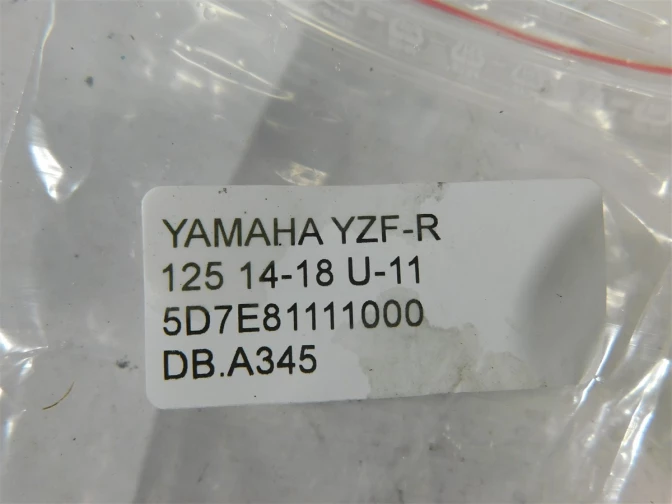 YAMAHA YZF-R
125 14-18 U-11
5D7E81111000
DB.A345